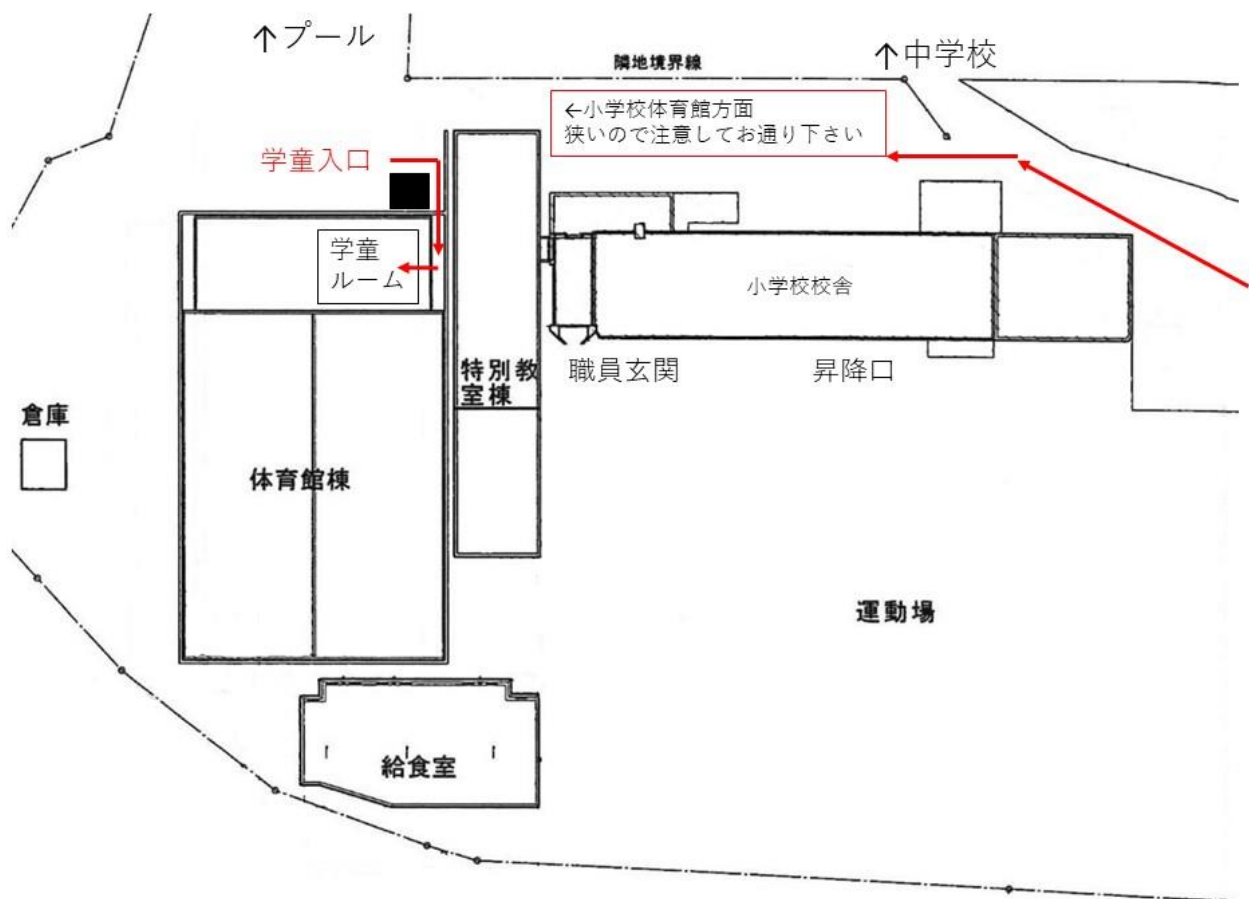 ↑プール
隣地境界線
↑中学校
←小学校体育館方面
狭いので注意してお通り下さい
学童入口
学童
ルーム
小学校校舎
特別教
室棟
職員玄関
昇降口
倉庫
体育館棟
運動場
給食室